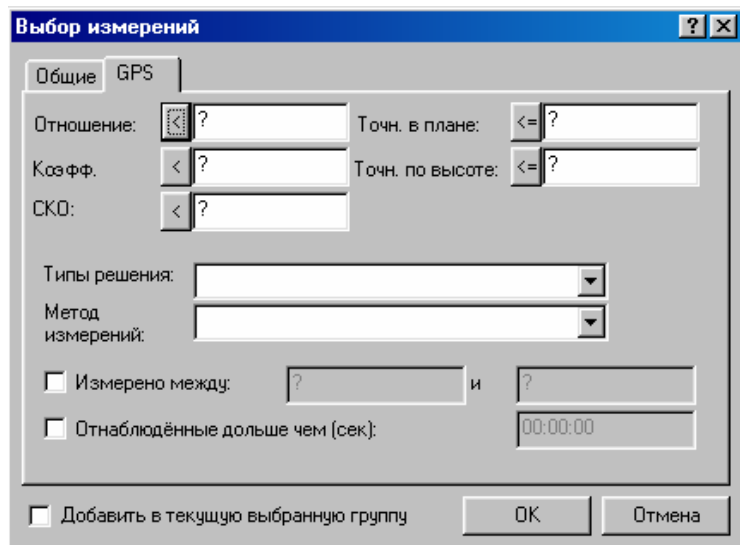 Выбор измерений ? ×
Общие GPS
Отношение: < ? Точн. в плане: <= ?
Коэфф. < ? Точн. по высоте: <= ?
СКО: < ?
Типы решения:
Метод
измерений:
Измерено между: ? и ?
Отнаблюдённые дольше чем (сек): 00:00:00
Добавить в текущую выбранную группу OK Отмена